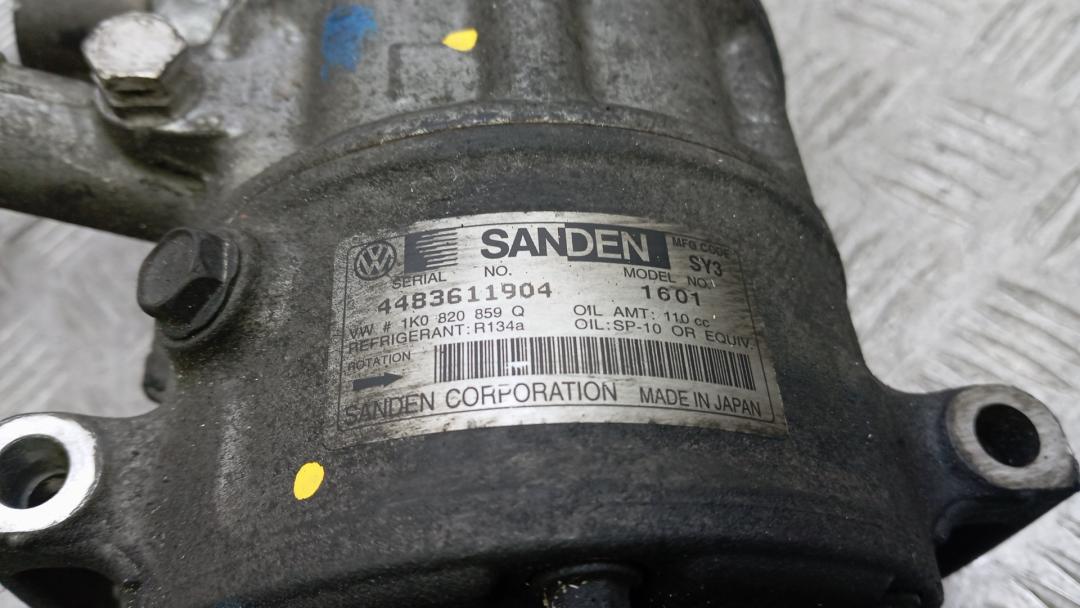 VW SANDEN MFG CODE
SERIAL NO. MODEL NO. SY3
4483611904 1601
VW # 1K0 820 859 Q OIL AMT: 110 cc
REFRIGERANT: R134a OIL: SP-10 OR EQUIV.
ROTATION
SANDEN CORPORATION MADE IN JAPAN